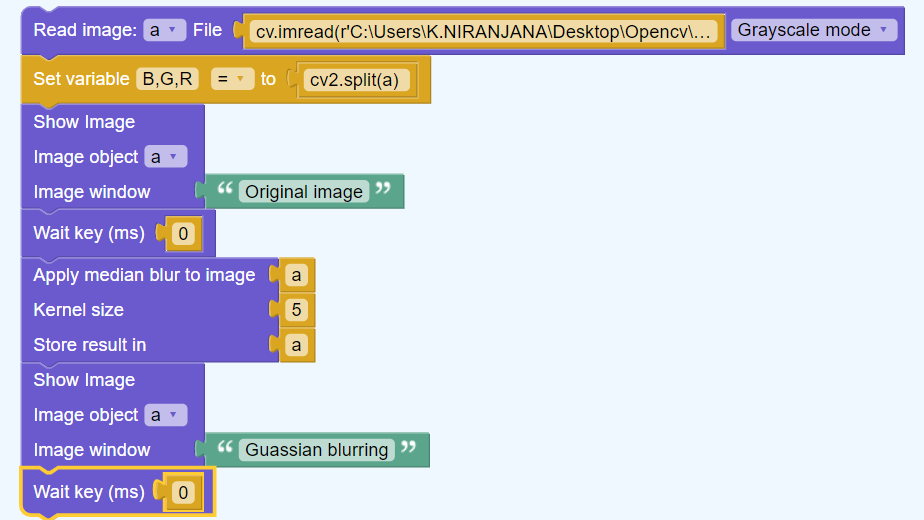 Read image: a File cv.imread(r'C:\Users\K.NIRANJANA\Desktop\Opencv\... Grayscale mode
Set variable B,G,R = to cv2.split(a)
Show Image
Image object a
Image window “ Original image ”
Wait key (ms) 0
Apply median blur to image a
Kernel size 5
Store result in a
Show Image
Image object a
Image window “ Guassian blurring ”
Wait key (ms) 0